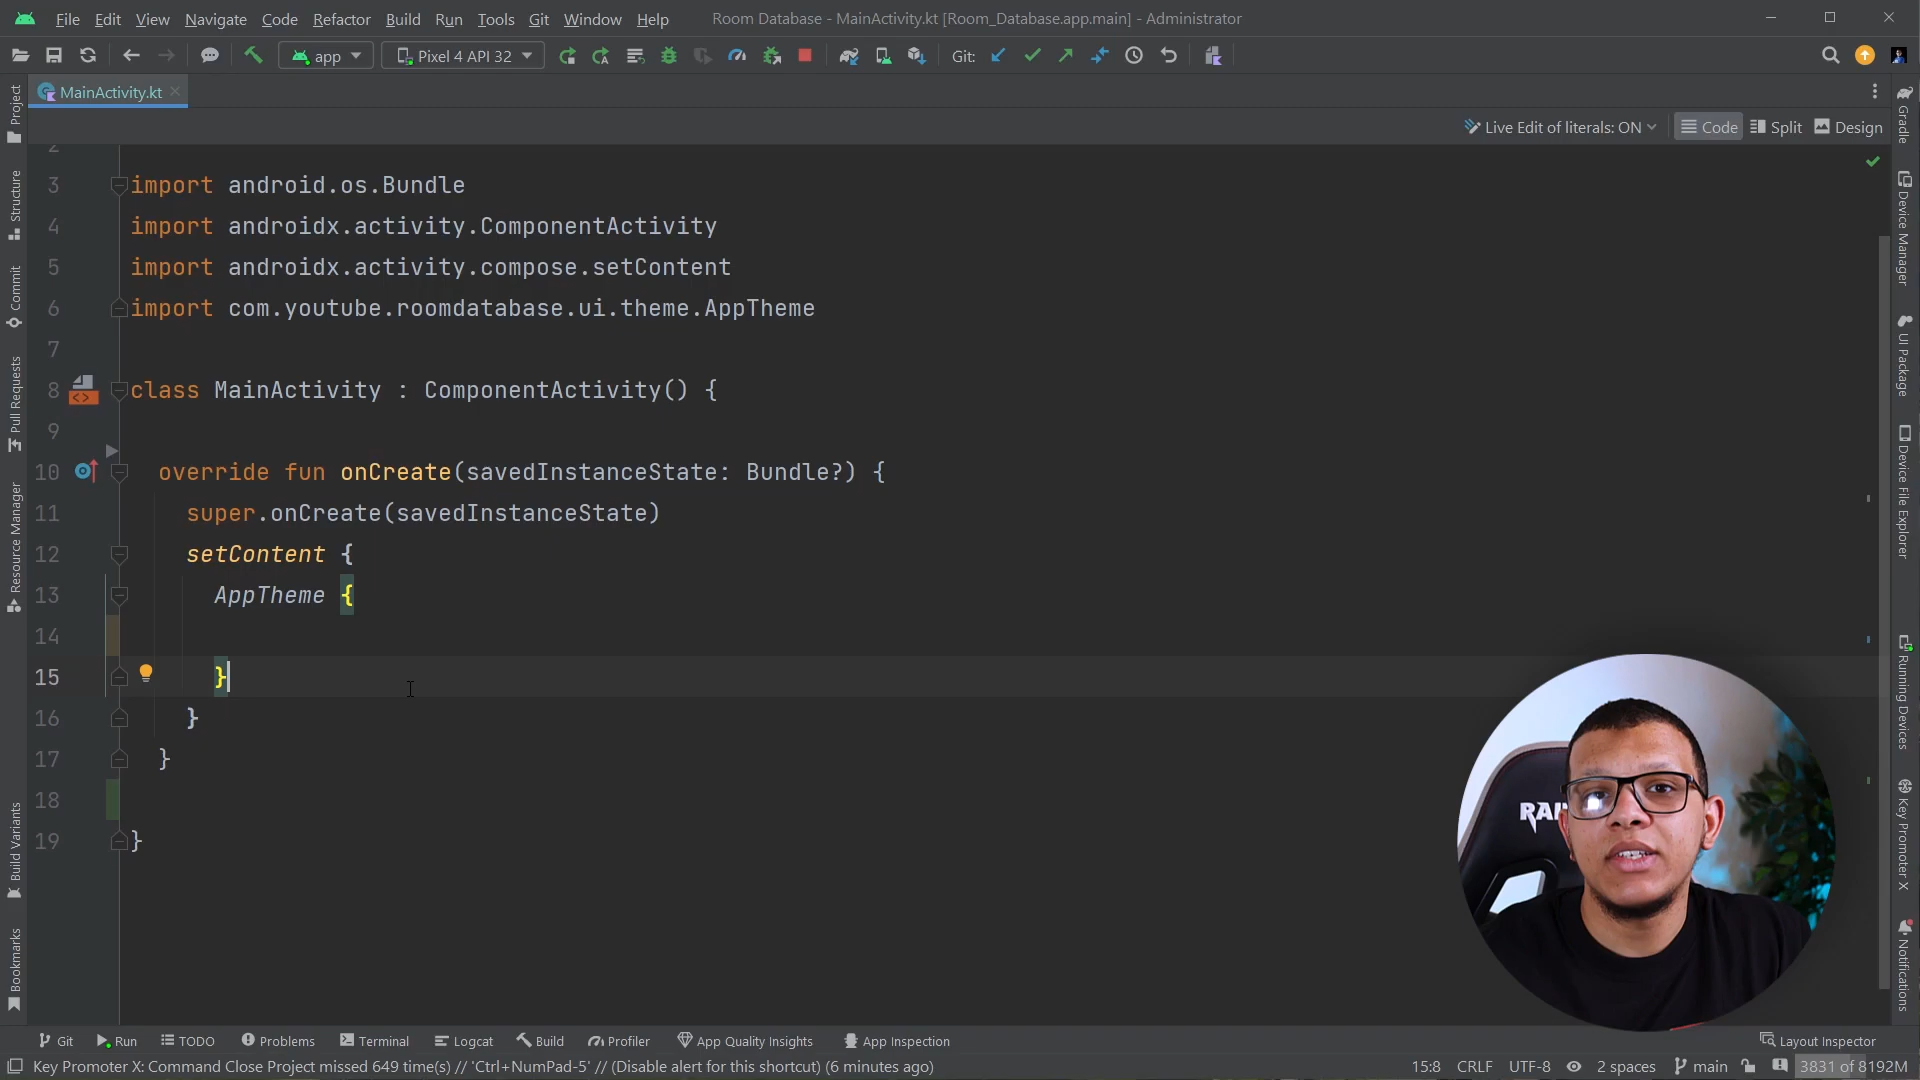 File Edit View Navigate Code Refactor Build Run Tools Git Window Help Room Database - MainActivity.kt [Room_Database.app.main] - Administrator
app Pixel 4 API 32 Git:
MainActivity.kt
Live Edit of literals: ON Code Split Design
2
3 import android.os.Bundle
4 import androidx.activity.ComponentActivity
5 import androidx.activity.compose.setContent
6 import com.youtube.roomdatabase.ui.theme.AppTheme
7
8 class MainActivity : ComponentActivity() {
9
10 override fun onCreate(savedInstanceState: Bundle?) {
11 super.onCreate(savedInstanceState)
12 setContent {
13 AppTheme {
14
15 }
16 }
17 }
18
19 }
Project
Structure
Commit
Pull Requests
Resource Manager
Build Variants
Bookmarks
Gradle
Device Manager
UI Package
Device File Explorer
Running Devices
Key Promoter X
Notifications
Git Run TODO Problems Terminal Logcat Build Profiler App Quality Insights App Inspection Layout Inspector
Key Promoter X: Command Close Project missed 649 time(s) // 'Ctrl+NumPad-5' // (Disable alert for this shortcut) (6 minutes ago) 15:8 CRLF UTF-8 2 spaces main 3831 of 8192M